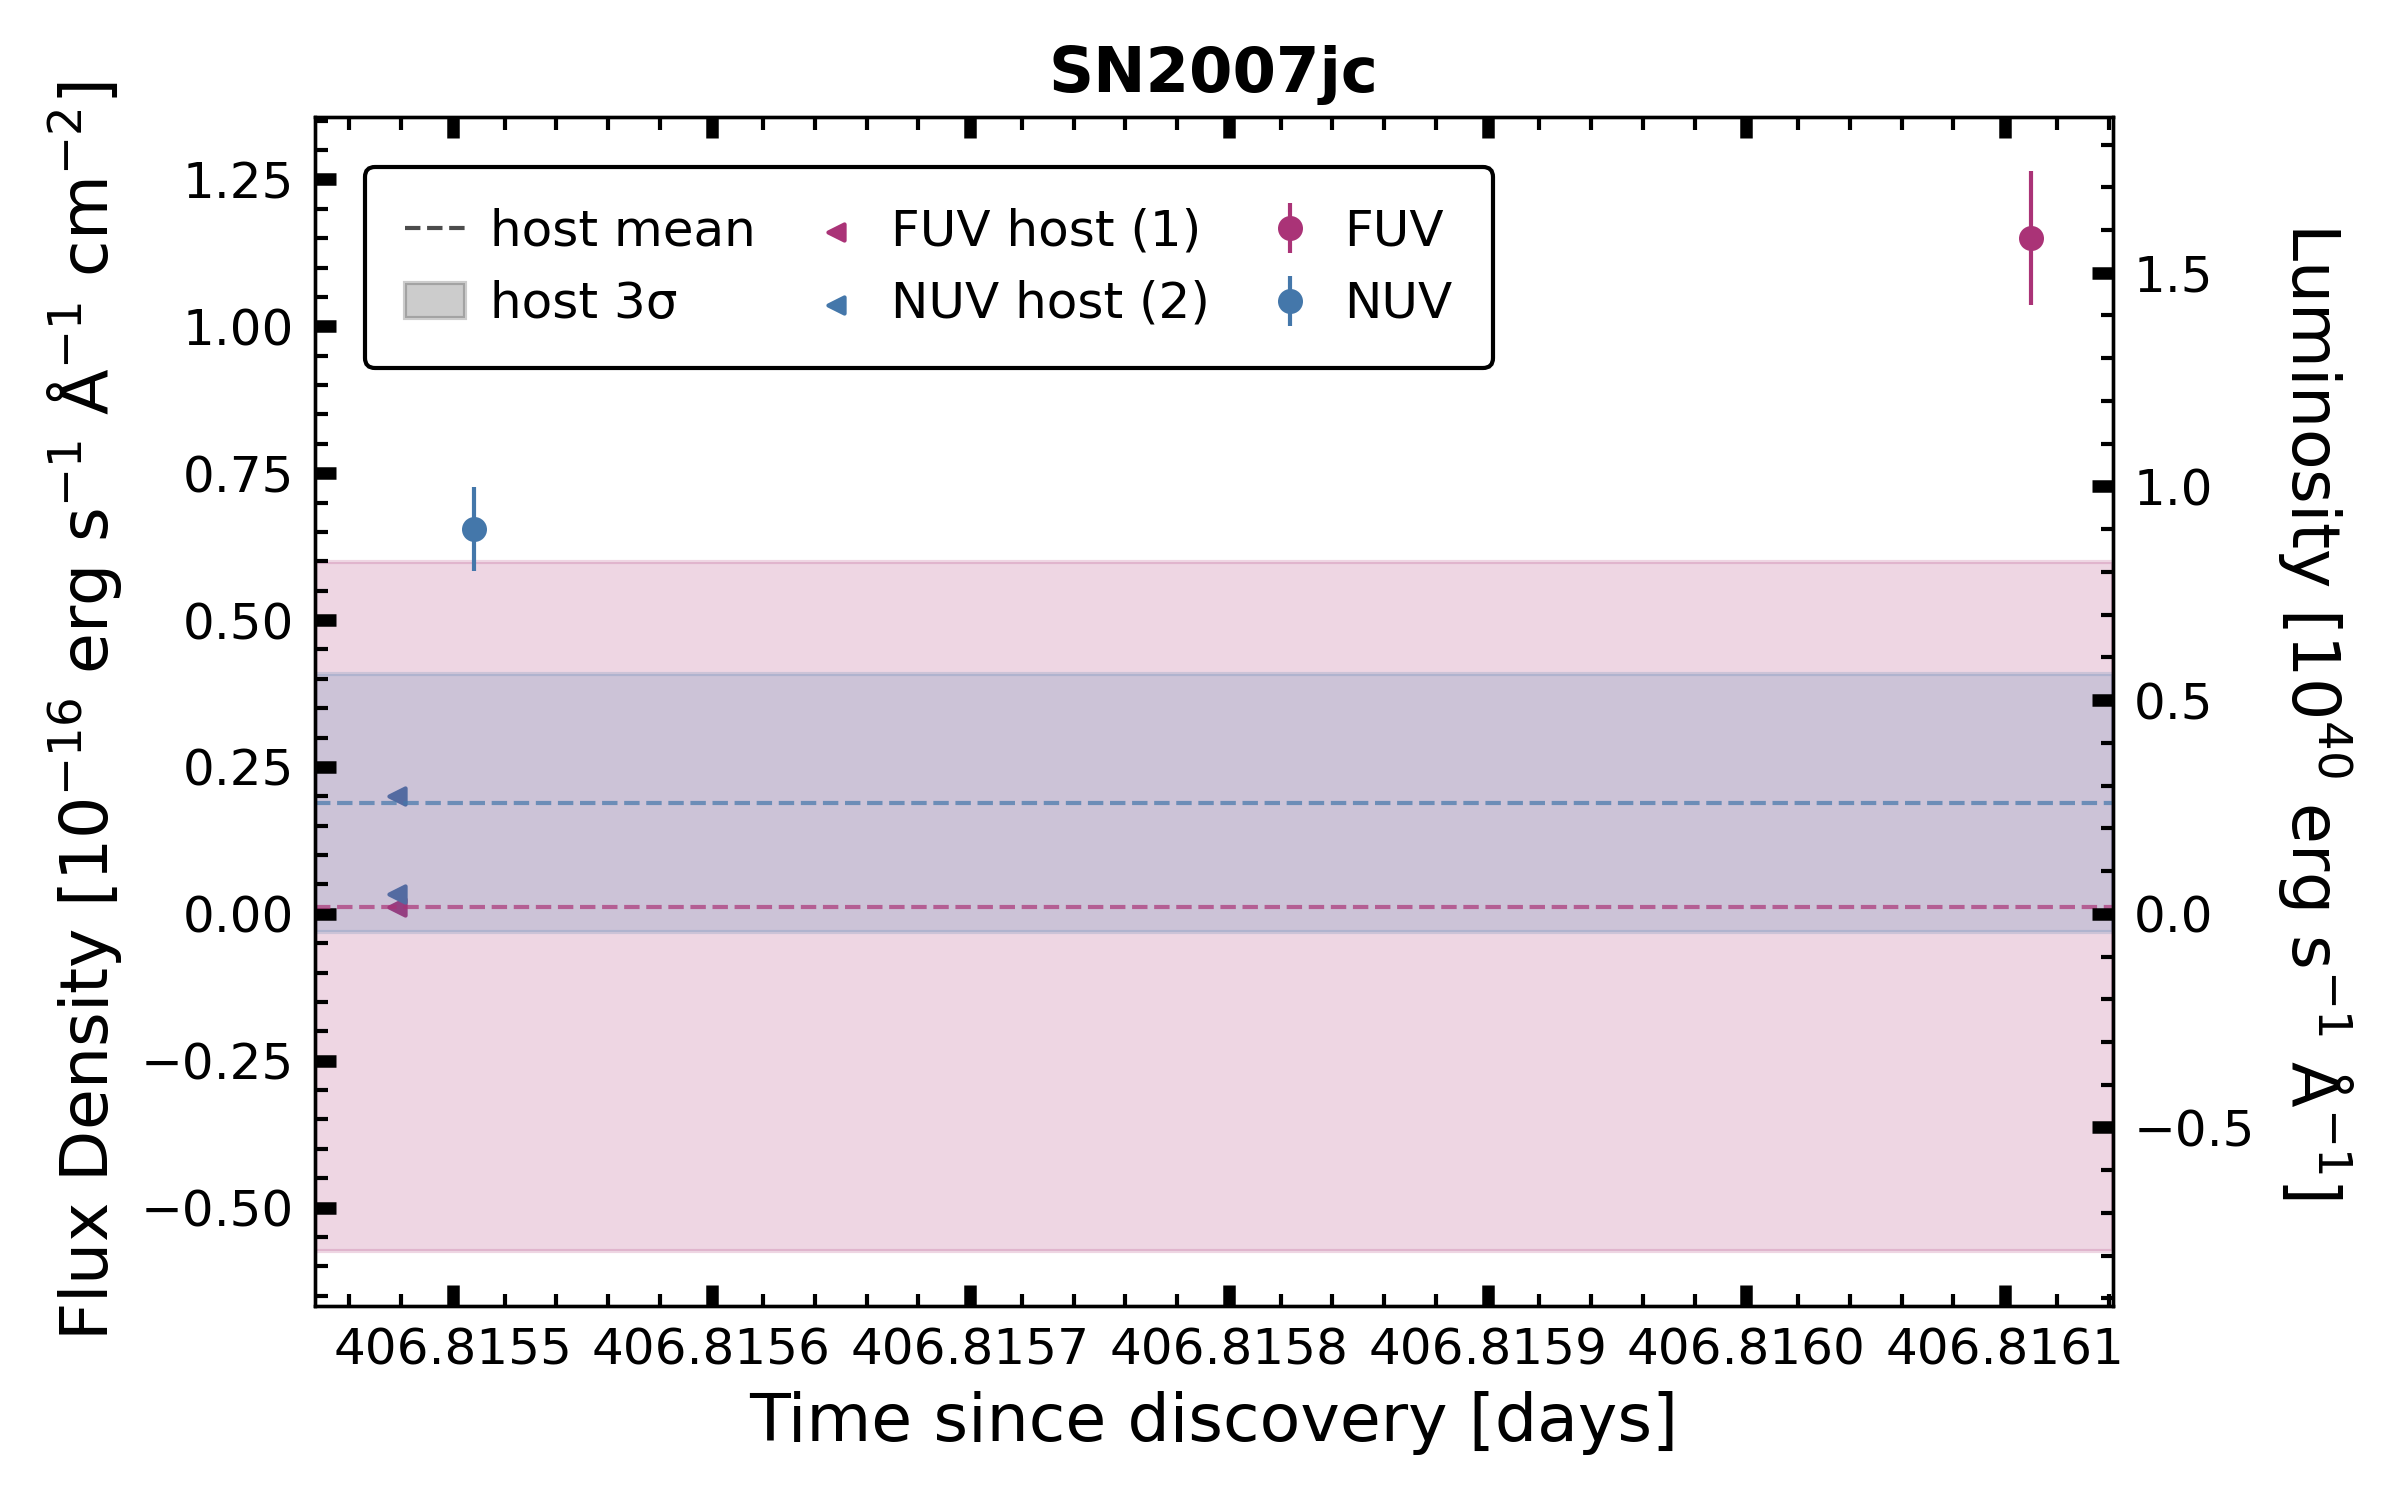 SN2007jc
Flux Density [10⁻¹⁶ erg s⁻¹ Å⁻¹ cm⁻²]
1.25
1.00
0.75
0.50
0.25
0.00
−0.25
−0.50
host mean
host 3σ
FUV host (1)
NUV host (2)
FUV
NUV
1.5
1.0
0.5
0.0
−0.5
Luminosity [10⁴⁰ erg s⁻¹ Å⁻¹]
406.8155 406.8156 406.8157 406.8158 406.8159 406.8160 406.8161
Time since discovery [days]